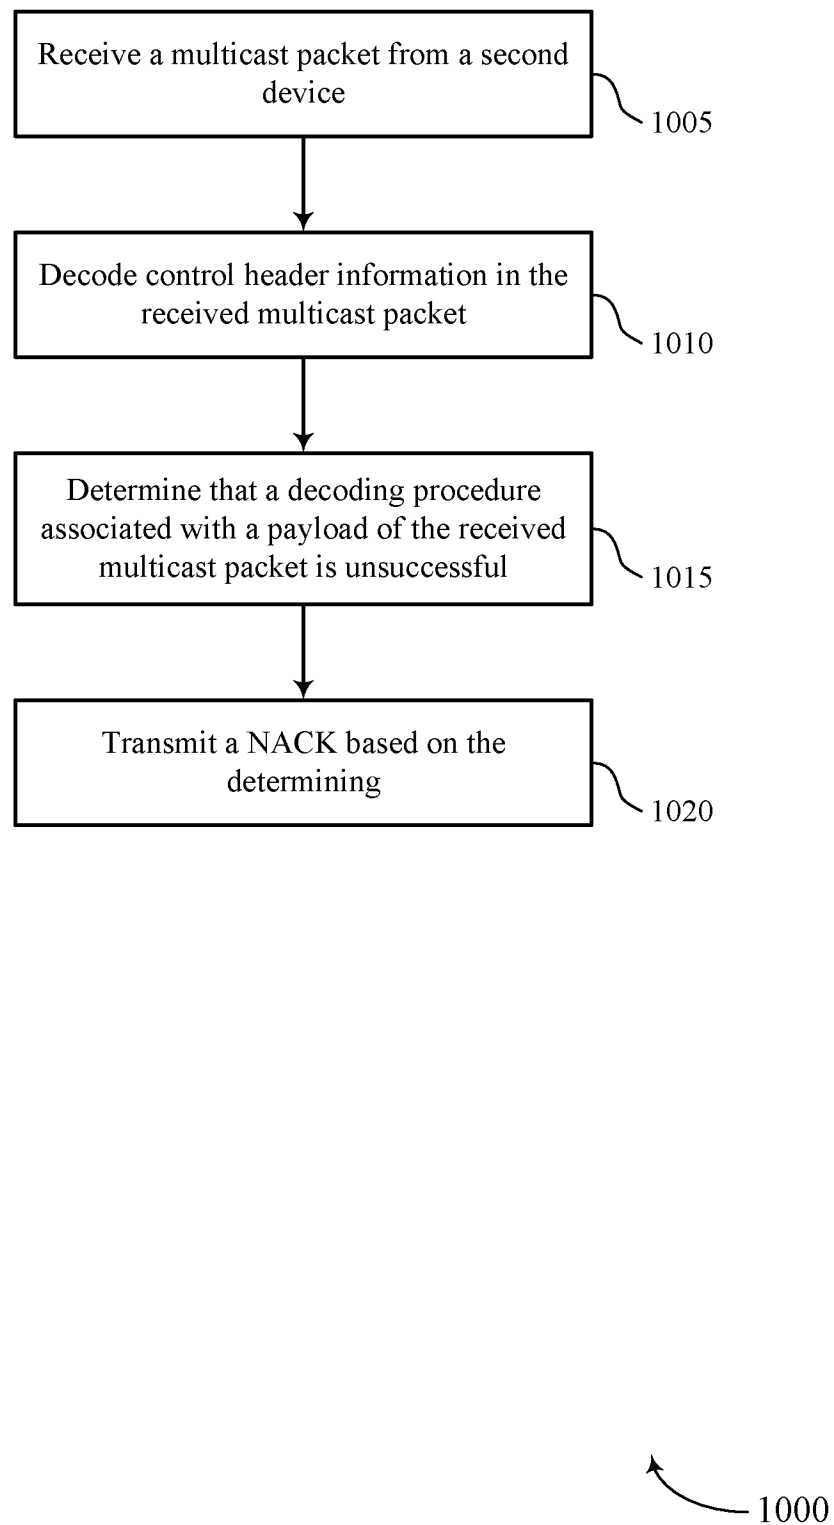 Receive a multicast packet from a second
device
1005
Decode control header information in the
received multicast packet
1010
Determine that a decoding procedure
associated with a payload of the received
multicast packet is unsuccessful
1015
Transmit a NACK based on the
determining
1020
1000